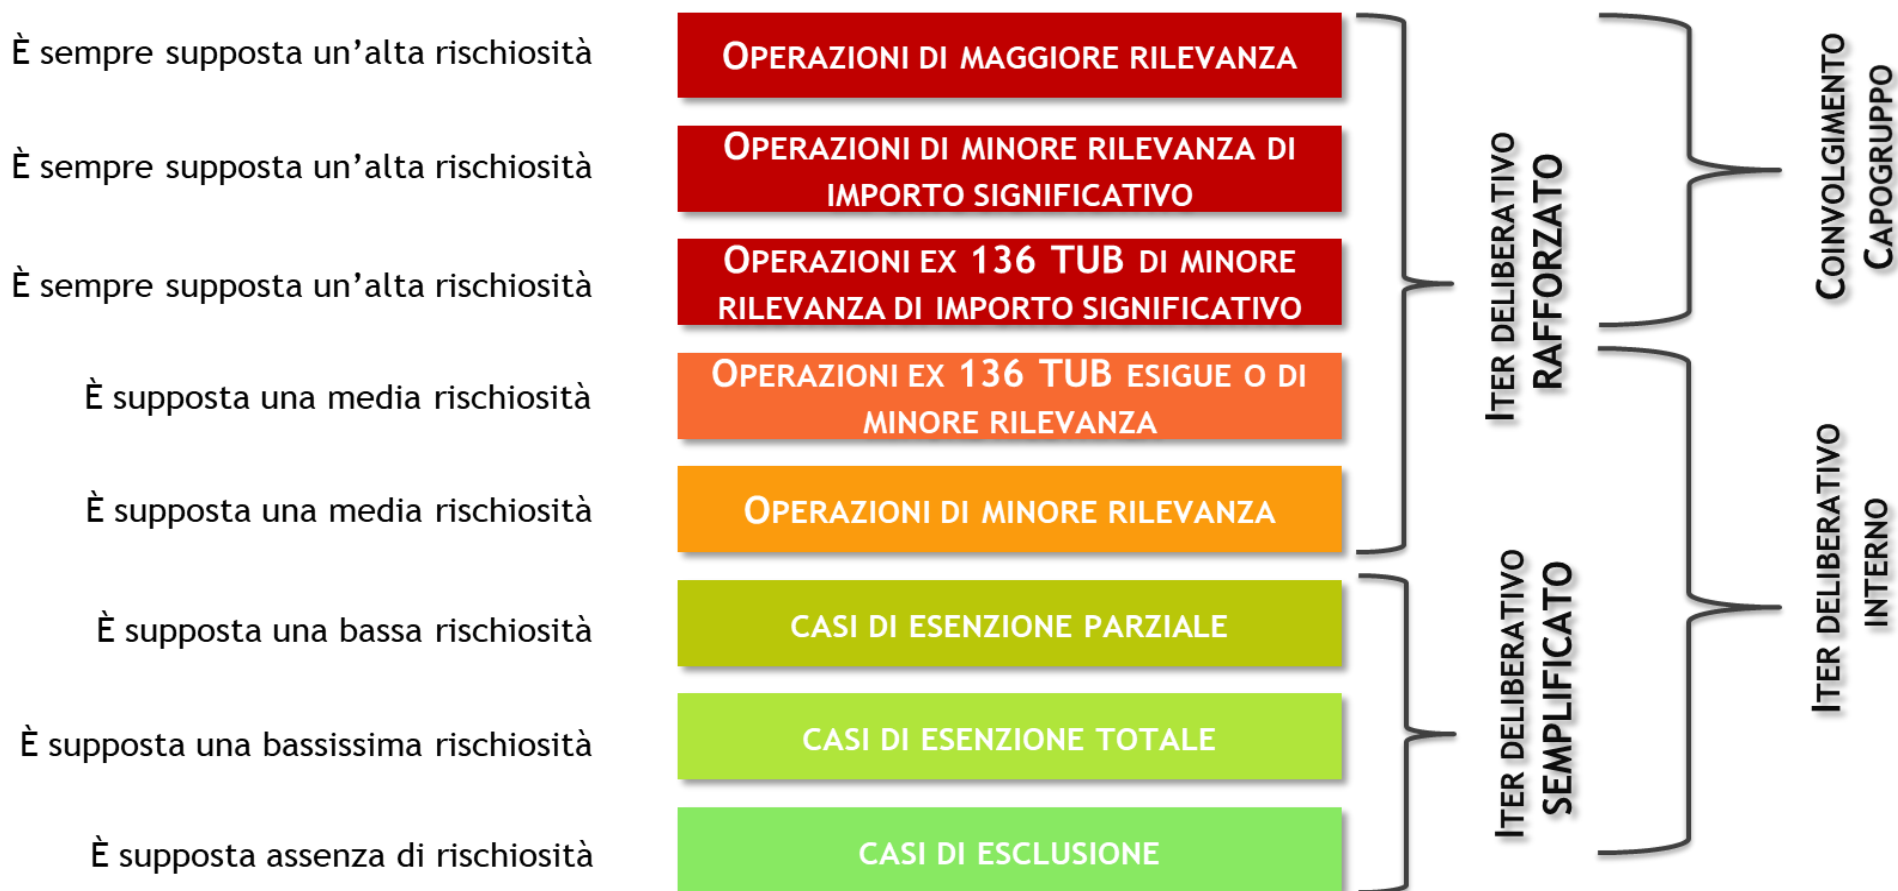 È sempre supposta un’alta rischiosità
OPERAZIONI DI MAGGIORE RILEVANZA
È sempre supposta un’alta rischiosità
OPERAZIONI DI MINORE RILEVANZA DI
IMPORTO SIGNIFICATIVO
È sempre supposta un’alta rischiosità
OPERAZIONI EX 136 TUB DI MINORE
RILEVANZA DI IMPORTO SIGNIFICATIVO
È supposta una media rischiosità
OPERAZIONI EX 136 TUB ESIGUE O DI
MINORE RILEVANZA
È supposta una media rischiosità
OPERAZIONI DI MINORE RILEVANZA
È supposta una bassa rischiosità
CASI DI ESENZIONE PARZIALE
È supposta una bassissima rischiosità
CASI DI ESENZIONE TOTALE
È supposta assenza di rischiosità
CASI DI ESCLUSIONE
ITER DELIBERATIVO
RAFFORZATO
ITER DELIBERATIVO
SEMPLIFICATO
COINVOLGIMENTO
CAPOGRUPPO
ITER DELIBERATIVO
INTERNO